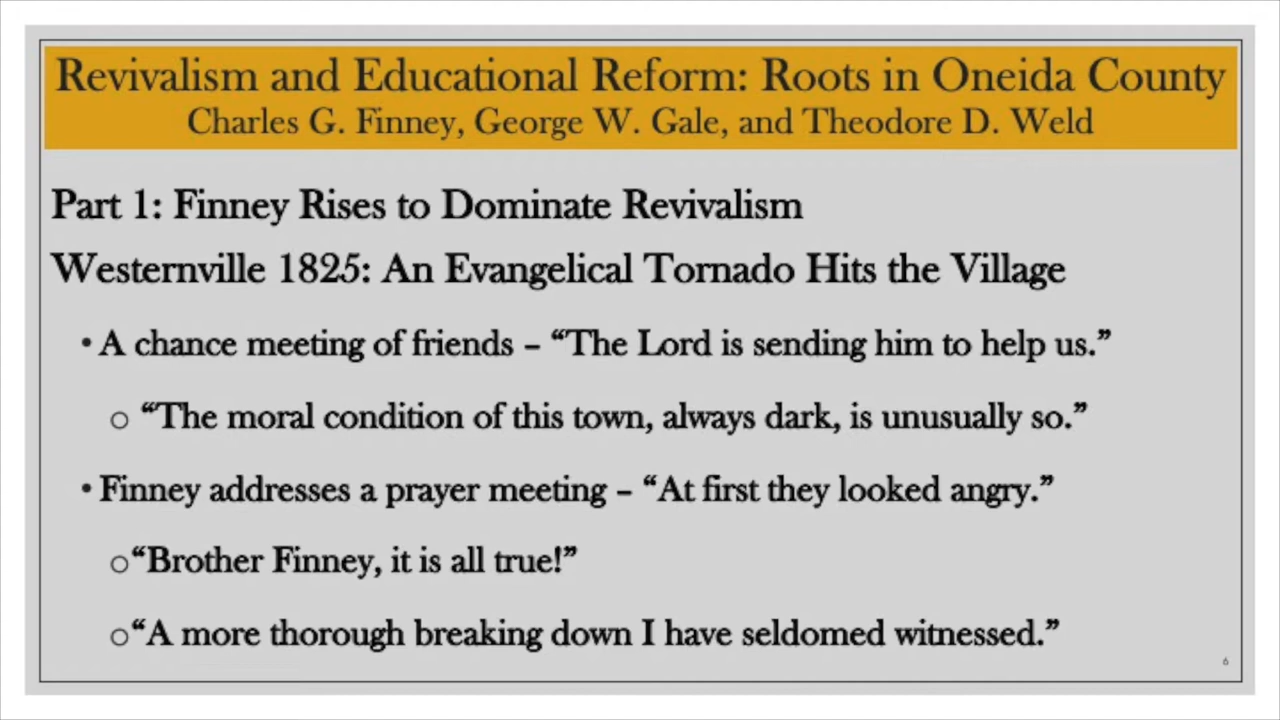 Revivalism and Educational Reform: Roots in Oneida County
Charles G. Finney, George W. Gale, and Theodore D. Weld
Part 1: Finney Rises to Dominate Revivalism
Westernville 1825: An Evangelical Tornado Hits the Village
• A chance meeting of friends – “The Lord is sending him to help us.”
o “The moral condition of this town, always dark, is unusually so.”
• Finney addresses a prayer meeting – “At first they looked angry.”
o “Brother Finney, it is all true!”
o “A more thorough breaking down I have seldomed witnessed.”
6